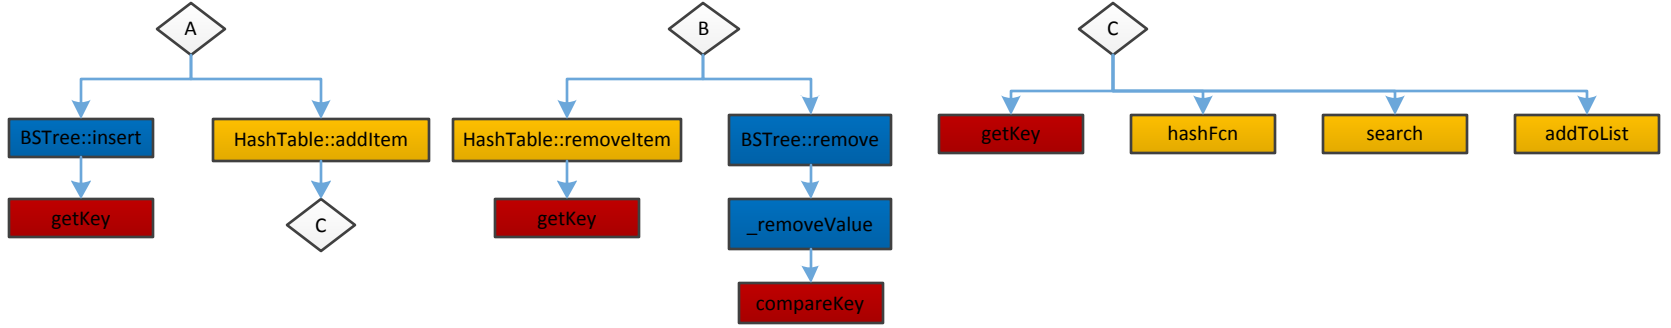 A
BSTree::insert
HashTable::addItem
getKey
C
B
HashTable::removeItem
BSTree::remove
getKey
_removeValue
compareKey
C
getKey
hashFcn
search
addToList